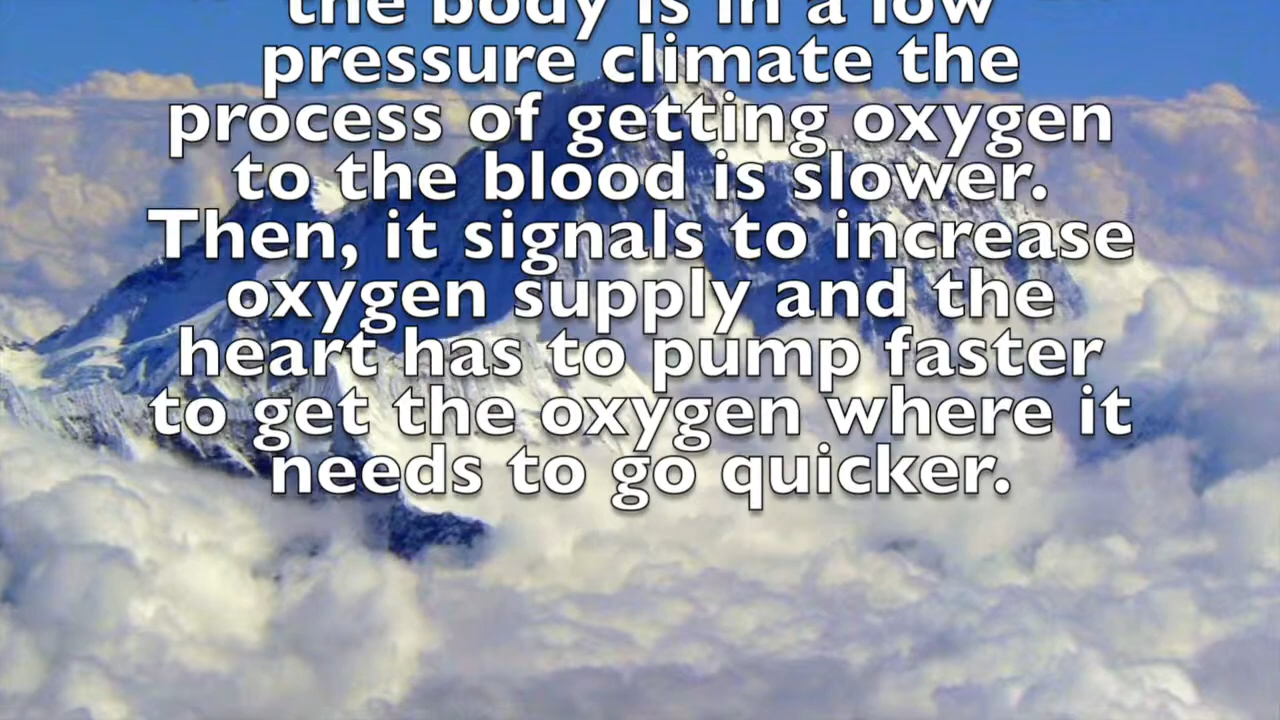 the body is in a low
pressure climate the
process of getting oxygen
to the blood is slower.
Then, it signals to increase
oxygen supply and the
heart has to pump faster
to get the oxygen where it
needs to go quicker.